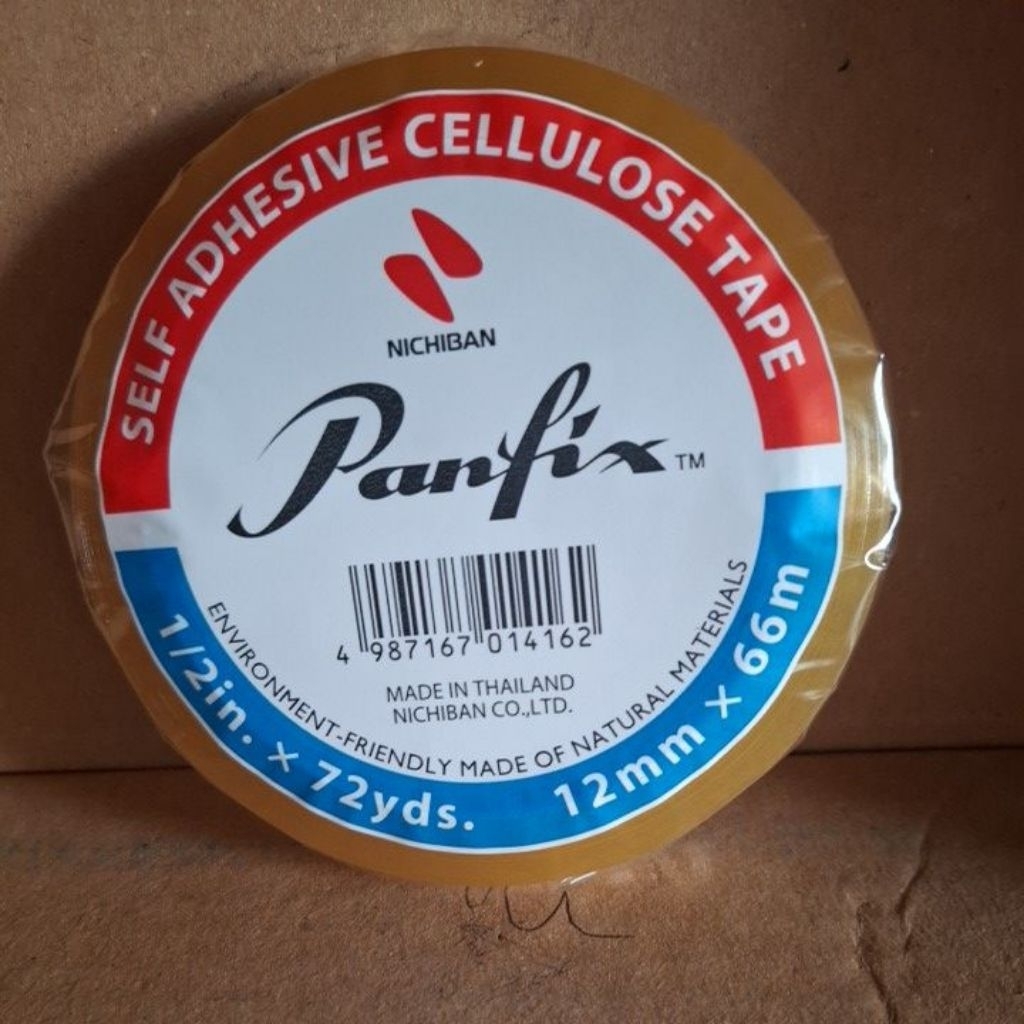 SELF ADHESIVE CELLULOSE TAPE
NICHIBAN
Panfix™
4 987167 014162
MADE IN THAILAND
NICHIBAN CO.,LTD.
ENVIRONMENT-FRIENDLY MADE OF NATURAL MATERIALS
1/2in. × 72yds. 12mm × 66m